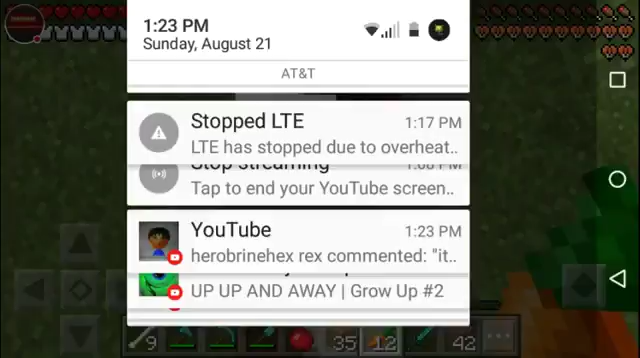 1:23 PM
Sunday, August 21
AT&T
Stopped LTE 1:17 PM
LTE has stopped due to overheat..
Stop streaming
Tap to end your YouTube screen..
YouTube 1:23 PM
herobrinehex rex commented: "it..
UP UP AND AWAY | Grow Up #2
9 35 12 42